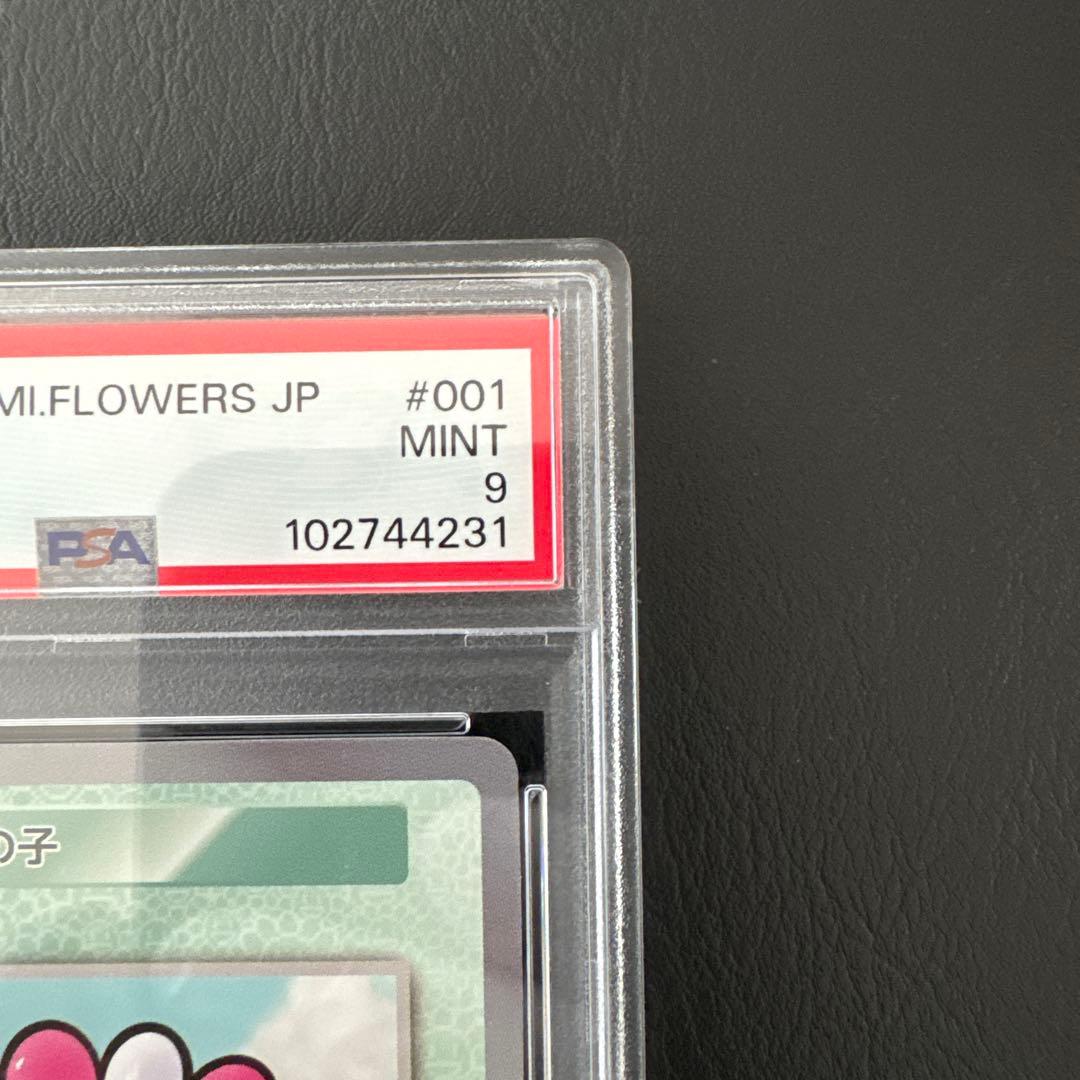 MI.FLOWERS JP #001
MINT
9
PSA 102744231
の子